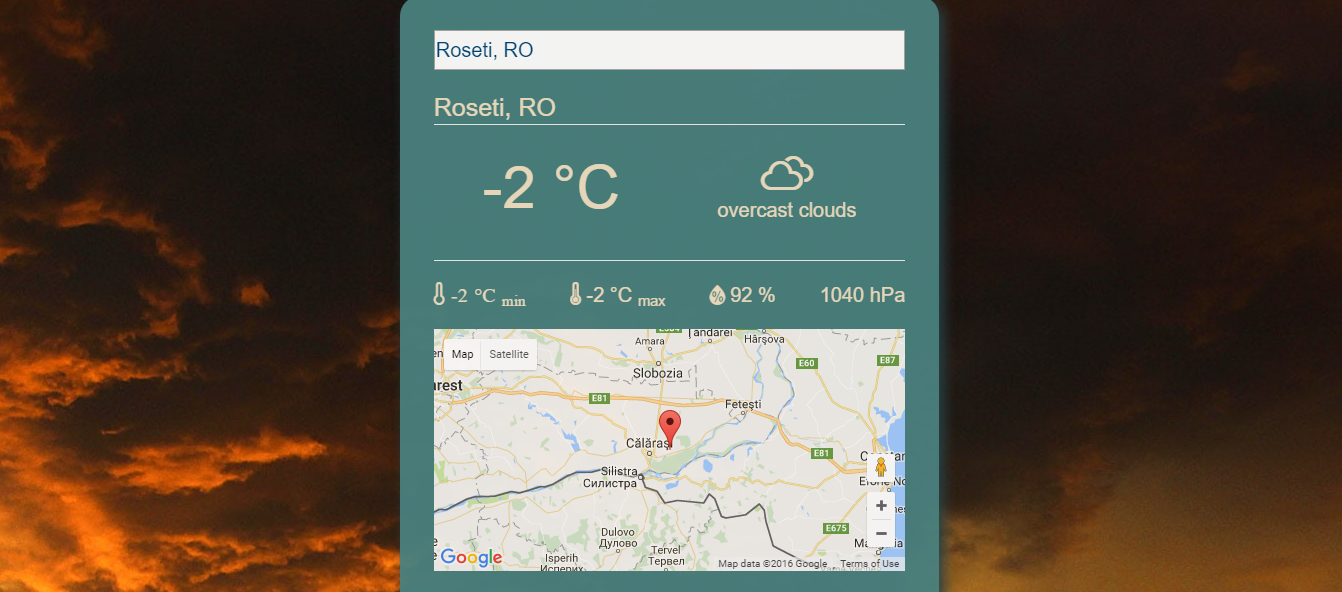 Roseti, RO
Roseti, RO
-2 °C
overcast clouds
-2 °C min
-2 °C max
92 %
1040 hPa
Țăndărei
Hârșova
Amara
Map
Satellite
E60
E87
Slobozia
E81
Fetești
Călărași
E81
Silistra
Силистра
E675
Dulovo
Дулово
Tervel
Тервел
Isperih
Исперих
Google
Map data ©2016 Google
Terms of Use